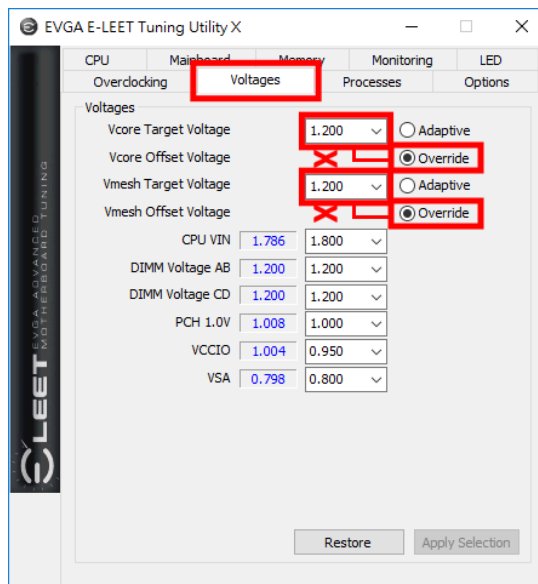 EVGA E-LEET Tuning Utility X
CPU Mainboard Memory Monitoring LED
Overclocking Voltages Processes Options
Voltages
Vcore Target Voltage 1.200 Adaptive
Vcore Offset Voltage Override
Vmesh Target Voltage 1.200 Adaptive
Vmesh Offset Voltage Override
CPU VIN 1.786 1.800
DIMM Voltage AB 1.200 1.200
DIMM Voltage CD 1.200 1.200
PCH 1.0V 1.008 1.000
VCCIO 1.004 0.950
VSA 0.798 0.800
Restore Apply Selection
ELEET EVGA ADVANCED
MOTHERBOARD TUNING